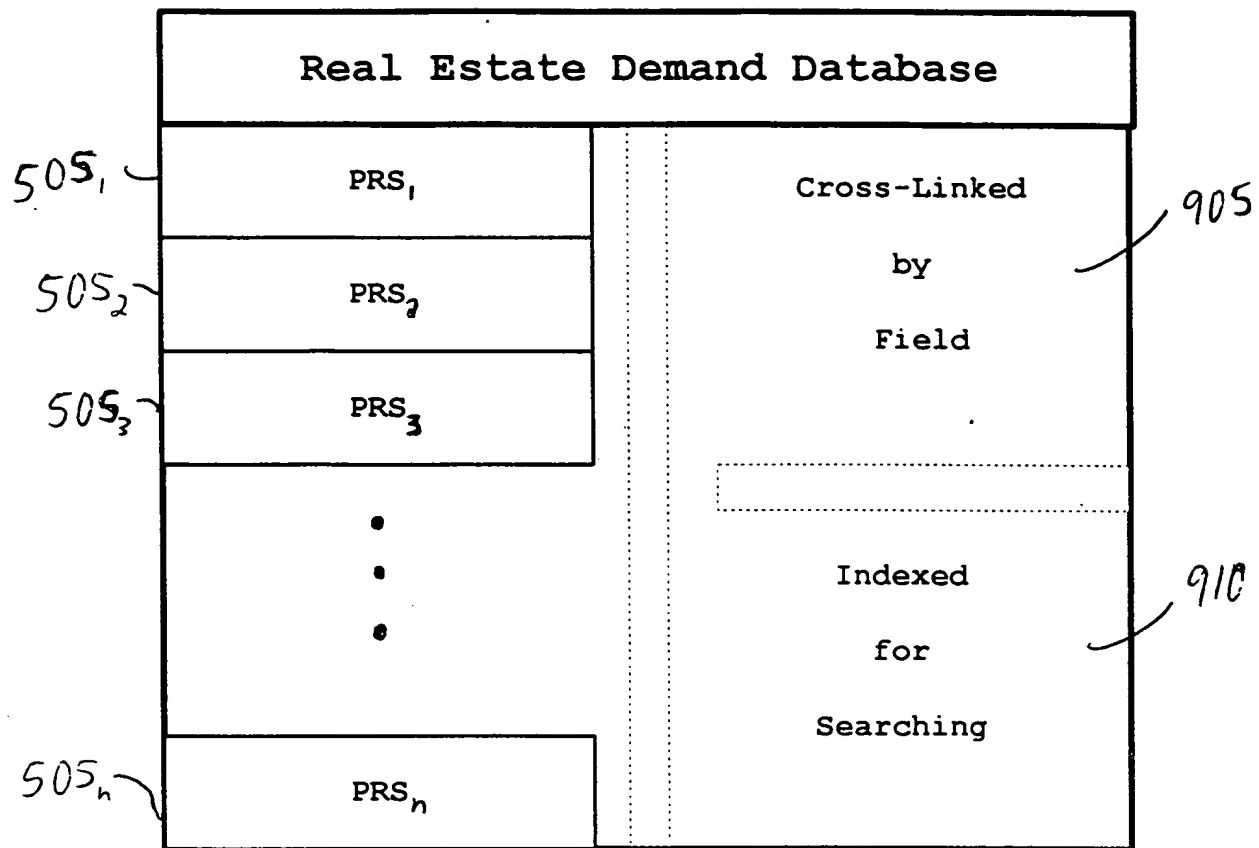 Real Estate Demand Database
505₁
PRS₁
505₂
PRS₂
505₃
PRS₃
505ₙ
PRSₙ
Cross-Linked
by
Field
905
Indexed
for
Searching
910